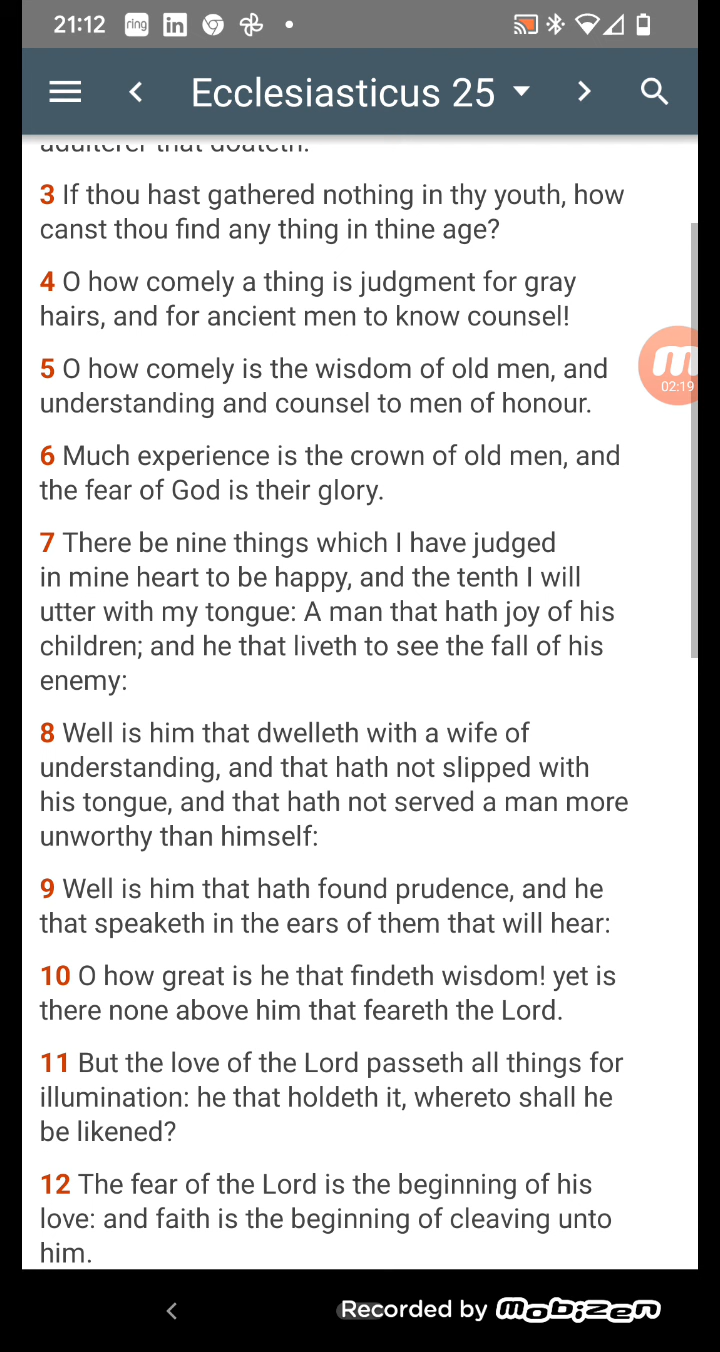 21:12 ring in
Ecclesiasticus 25
adulterer that doateth.
3 If thou hast gathered nothing in thy youth, how
canst thou find any thing in thine age?
4 O how comely a thing is judgment for gray
hairs, and for ancient men to know counsel!
5 O how comely is the wisdom of old men, and
understanding and counsel to men of honour.
m
02:19
6 Much experience is the crown of old men, and
the fear of God is their glory.
7 There be nine things which I have judged
in mine heart to be happy, and the tenth I will
utter with my tongue: A man that hath joy of his
children; and he that liveth to see the fall of his
enemy:
8 Well is him that dwelleth with a wife of
understanding, and that hath not slipped with
his tongue, and that hath not served a man more
unworthy than himself:
9 Well is him that hath found prudence, and he
that speaketh in the ears of them that will hear:
10 O how great is he that findeth wisdom! yet is
there none above him that feareth the Lord.
11 But the love of the Lord passeth all things for
illumination: he that holdeth it, whereto shall he
be likened?
12 The fear of the Lord is the beginning of his
love: and faith is the beginning of cleaving unto
him.
Recorded by mobizen